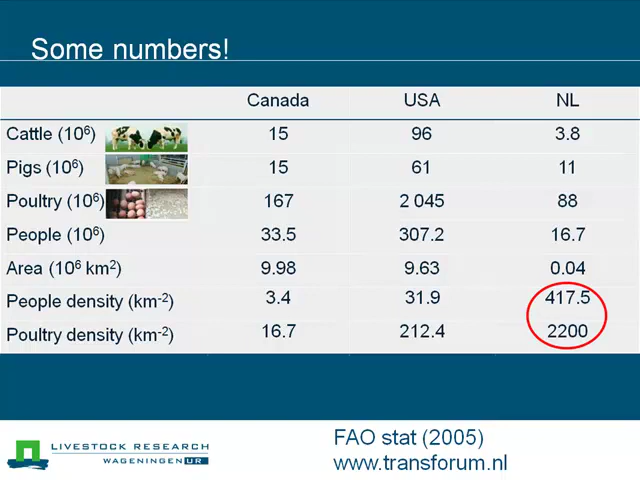 Some numbers!
Canada USA NL
Cattle (10⁶) 15 96 3.8
Pigs (10⁶) 15 61 11
Poultry (10⁶) 167 2 045 88
People (10⁶) 33.5 307.2 16.7
Area (10⁶ km²) 9.98 9.63 0.04
People density (km⁻²) 3.4 31.9 417.5
Poultry density (km⁻²) 16.7 212.4 2200
LIVESTOCK RESEARCH
WAGENINGEN UR
FAO stat (2005)
www.transforum.nl